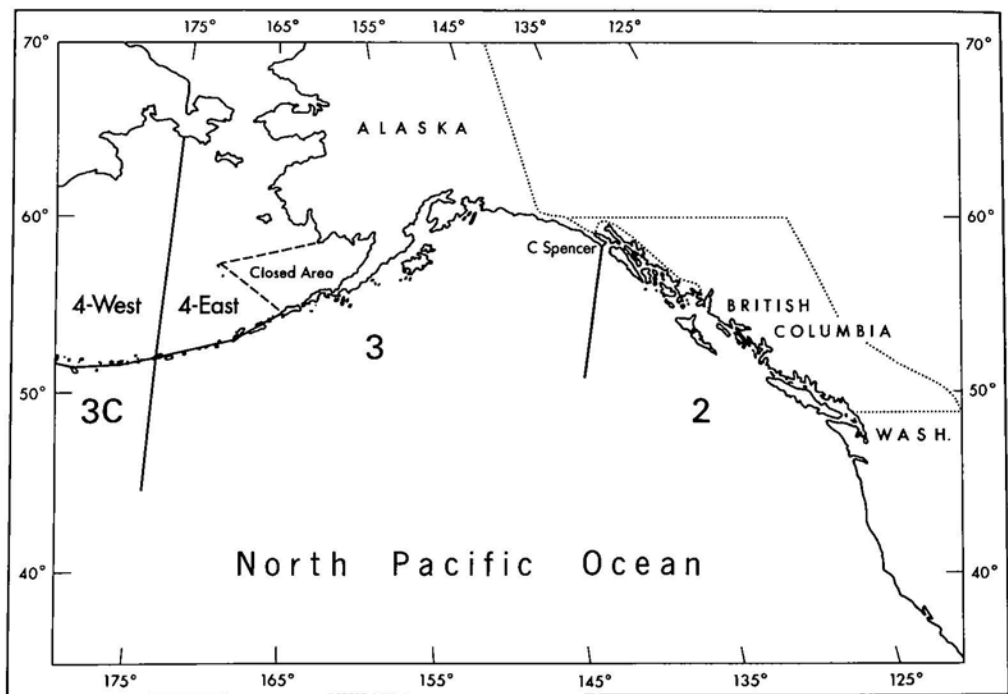 175° 165° 155° 145° 135° 125°
70° 70°
ALASKA
60° 60°
C Spencer
Closed Area
4-West 4-East
BRITISH
COLUMBIA
3
50° 50°
3C 2
WASH.
North Pacific Ocean
40° 40°
175° 165° 155° 145° 135° 125°